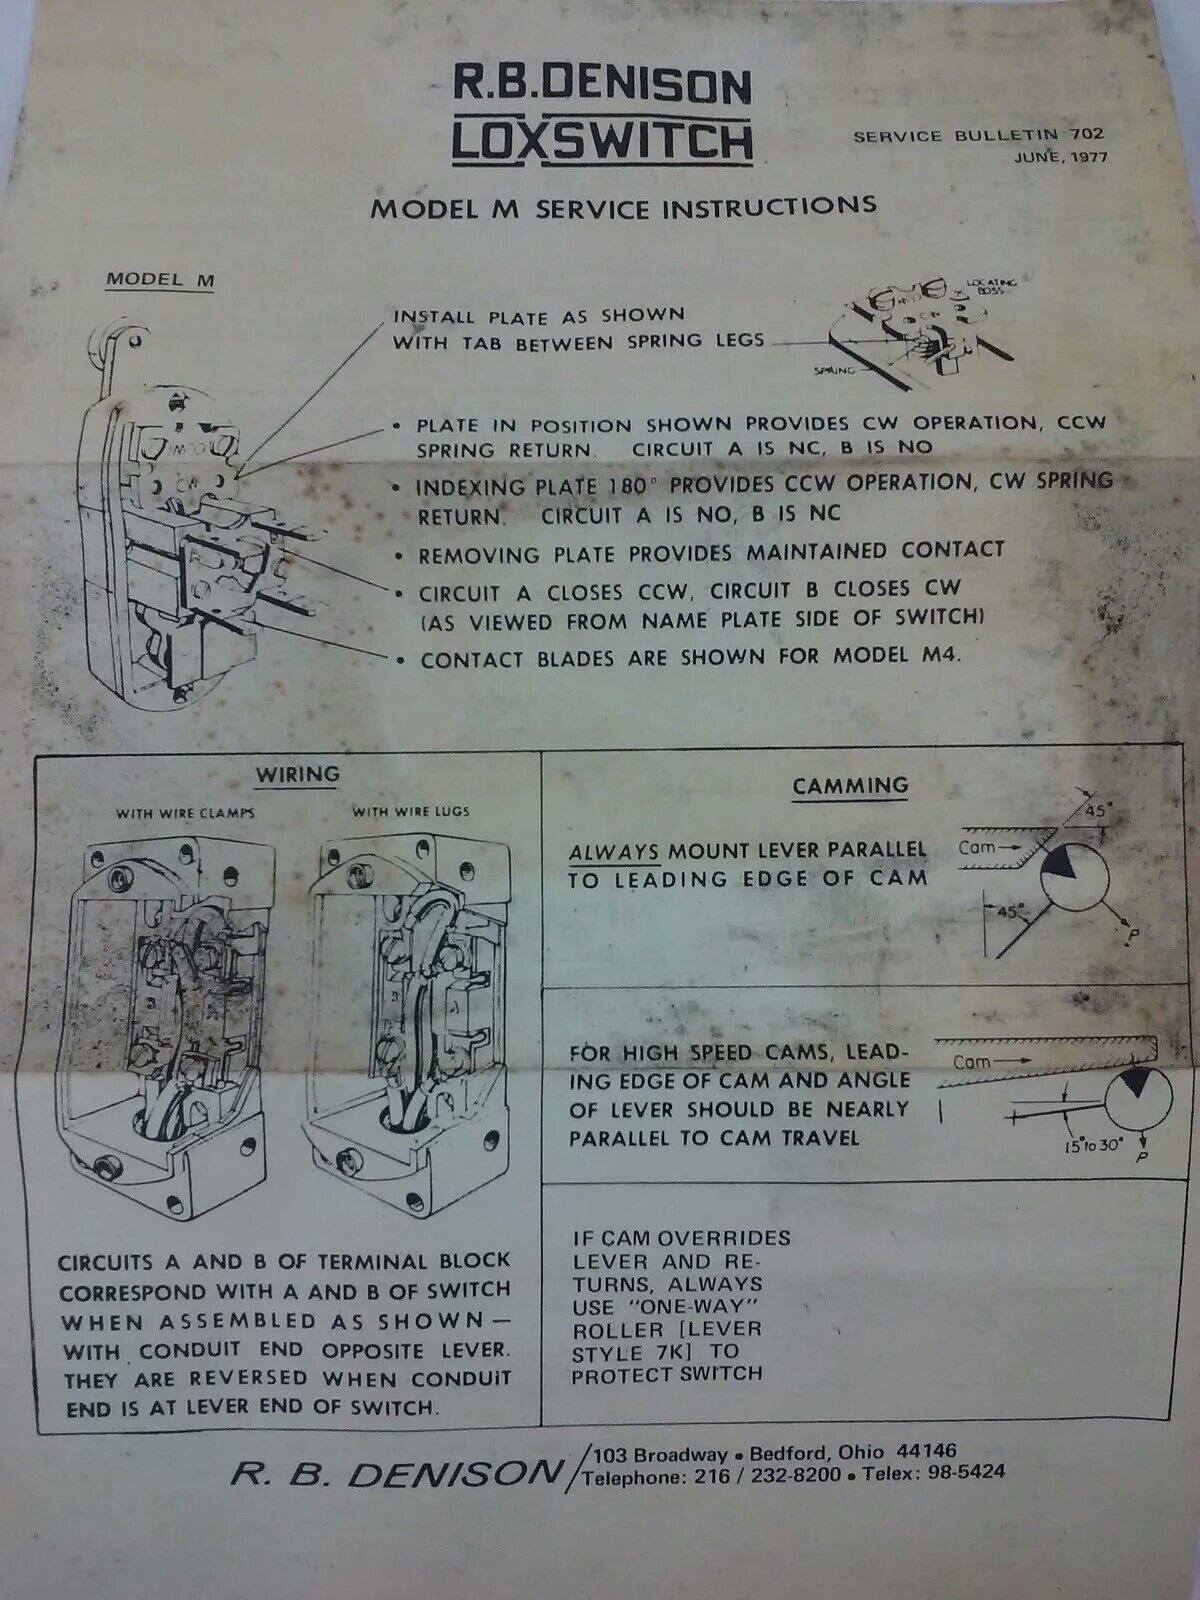 R.B.DENISON
LOXSWITCH
SERVICE BULLETIN 702
JUNE, 1977
MODEL M SERVICE INSTRUCTIONS
MODEL M
INSTALL PLATE AS SHOWN
WITH TAB BETWEEN SPRING LEGS
LOCATING
BOSS
SPRING
CCW
CW
• PLATE IN POSITION SHOWN PROVIDES CW OPERATION, CCW
SPRING RETURN. CIRCUIT A IS NC, B IS NO
• INDEXING PLATE 180° PROVIDES CCW OPERATION, CW SPRING
RETURN. CIRCUIT A IS NO, B IS NC
• REMOVING PLATE PROVIDES MAINTAINED CONTACT
• CIRCUIT A CLOSES CCW, CIRCUIT B CLOSES CW
(AS VIEWED FROM NAME PLATE SIDE OF SWITCH)
• CONTACT BLADES ARE SHOWN FOR MODEL M4.
WIRING
WITH WIRE CLAMPS
WITH WIRE LUGS
CIRCUITS A AND B OF TERMINAL BLOCK
CORRESPOND WITH A AND B OF SWITCH
WHEN ASSEMBLED AS SHOWN —
WITH CONDUIT END OPPOSITE LEVER.
THEY ARE REVERSED WHEN CONDUIT
END IS AT LEVER END OF SWITCH.
CAMMING
ALWAYS MOUNT LEVER PARALLEL
TO LEADING EDGE OF CAM
45°
Cam
45°
P
FOR HIGH SPEED CAMS, LEAD-
ING EDGE OF CAM AND ANGLE
OF LEVER SHOULD BE NEARLY
PARALLEL TO CAM TRAVEL
Cam
15° to 30°
P
IF CAM OVERRIDES
LEVER AND RE-
TURNS, ALWAYS
USE "ONE-WAY"
ROLLER [LEVER
STYLE 7K] TO
PROTECT SWITCH
R. B. DENISON
103 Broadway • Bedford, Ohio 44146
Telephone: 216 / 232-8200 • Telex: 98-5424